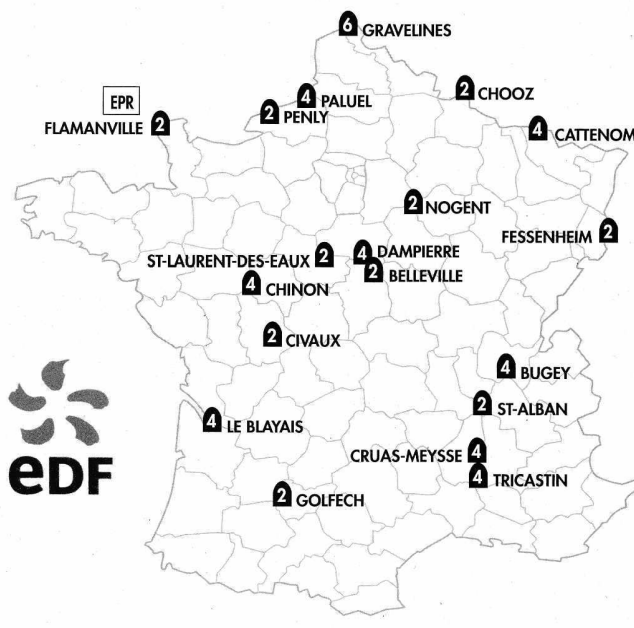 6 GRAVELINES
2 CHOOZ
EPR
4 PALUEL
2 PENLY
FLAMANVILLE 2
4 CATTENOM
2 NOGENT
FESSENHEIM 2
ST-LAURENT-DES-EAUX 2
4 DAMPIERRE
2 BELLEVILLE
4 CHINON
2 CIVAUX
4 BUGEY
2 ST-ALBAN
4 LE BLAYAIS
CRUAS-MEYSSE 4
4 TRICASTIN
eDF
2 GOLFECH